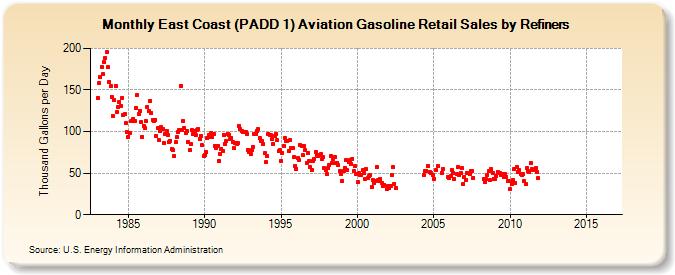 Monthly East Coast (PADD 1) Aviation Gasoline Retail Sales by Refiners
Thousand Gallons per Day
200
150
100
50
0
1985 1990 1995 2000 2005 2010 2015
Source: U.S. Energy Information Administration